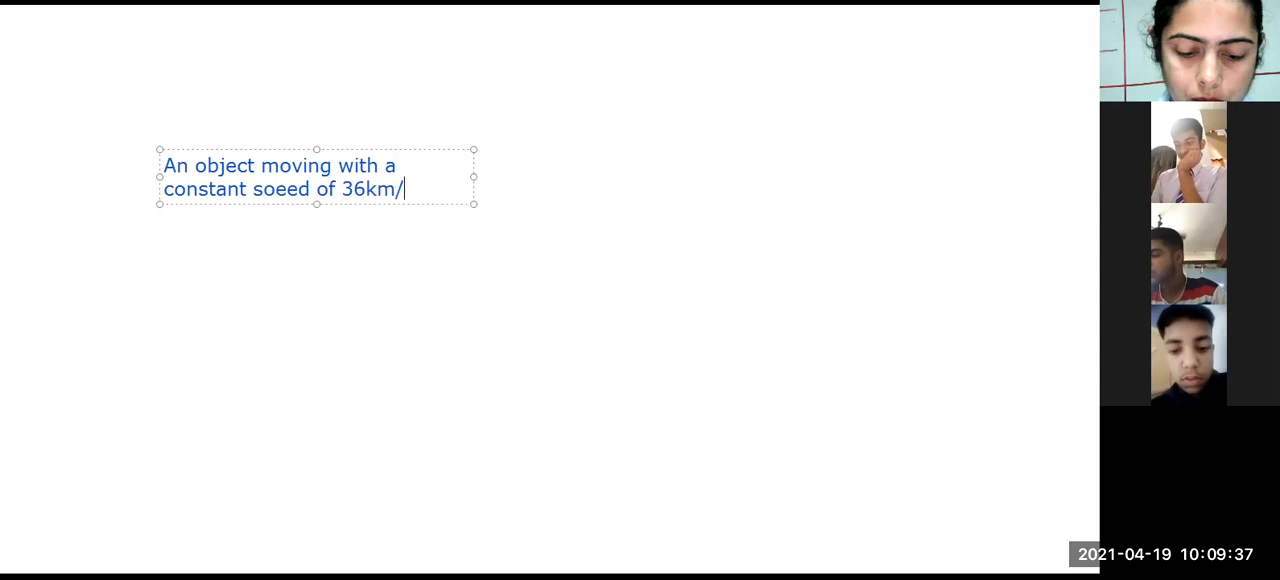 An object moving with a
constant soeed of 36km/
2021-04-19 10:09:37